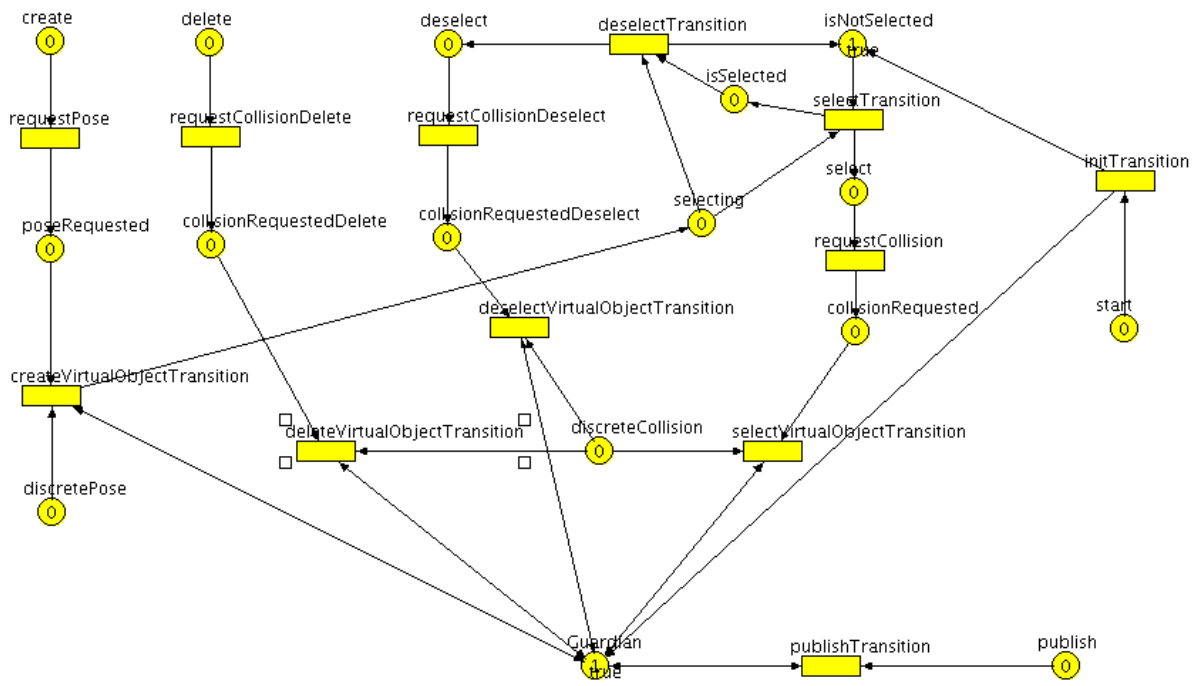 create
delete
deselect
deselectTransition
isNotSelected
0
0
0
1
true
isSelected
0
requestPose
requestCollisionDelete
requestCollisionDeselect
selectTransition
select
initTransition
0
poseRequested
collisionRequestedDelete
collisionRequestedDeselect
selecting
0
0
0
0
requestCollision
deselectVirtualObjectTransition
collisionRequested
start
0
0
createVirtualObjectTransition
deleteVirtualObjectTransition
discreteCollision
selectVirtualObjectTransition
0
discretePose
0
Guardian
1
true
publishTransition
publish
0